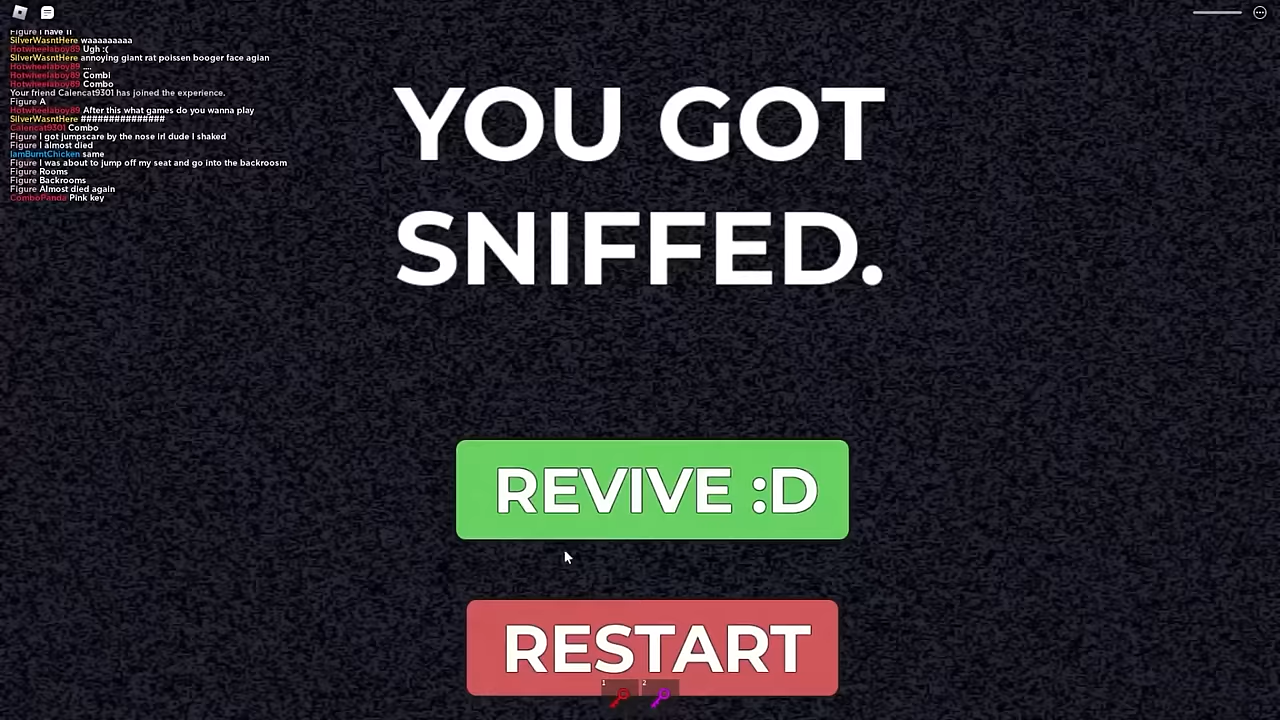 Figure I have 11
SilverWasntHere waaaaaaaaa
Hotwheelaboy89 Ugh :(
SilverWasntHere annoying giant rat poissen booger face agian
Hotwheelaboy89 ....
Hotwheelaboy89 Combi
Hotwheelaboy89 Combo
Your friend Calencat9301 has joined the experience.
Figure A
Hotwheelaboy89 After this what games do you wanna play
SilverWasntHere ###############
Calencat9301 Combo
Figure I got jumpscare by the nose irl dude I shaked
Figure I almost died
IamBurntChicken same
Figure I was about to jump off my seat and go into the backroosm
Figure Rooms
Figure Backrooms
Figure Almost died again
ComboPanda Pink key
YOU GOT
SNIFFED.
REVIVE :D
RESTART
1 2